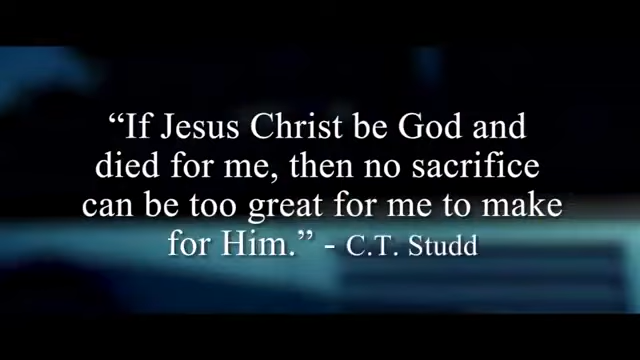 “If Jesus Christ be God and
died for me, then no sacrifice
can be too great for me to make
for Him.” - C.T. Studd